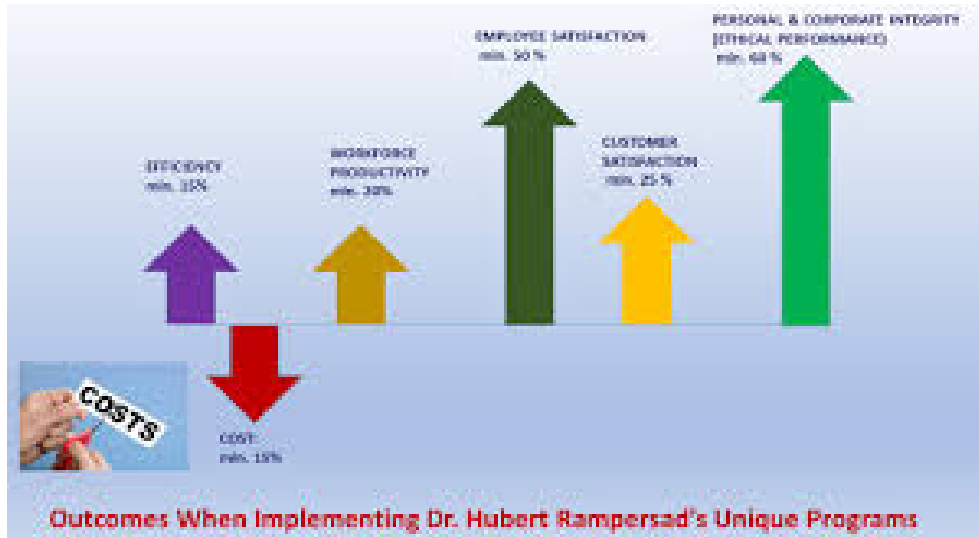 PERSONAL & CORPORATE INTEGRITY
(ETHICAL PERFORMANCE)
min. 60 %
EMPLOYEE SATISFACTION
min. 50 %
CUSTOMER
SATISFACTION
min. 25 %
WORKFORCE
PRODUCTIVITY
min. 20%
EFFICIENCY
min. 15%
COSTS
COST:
min. 15%
Outcomes When Implementing Dr. Hubert Rampersad's Unique Programs